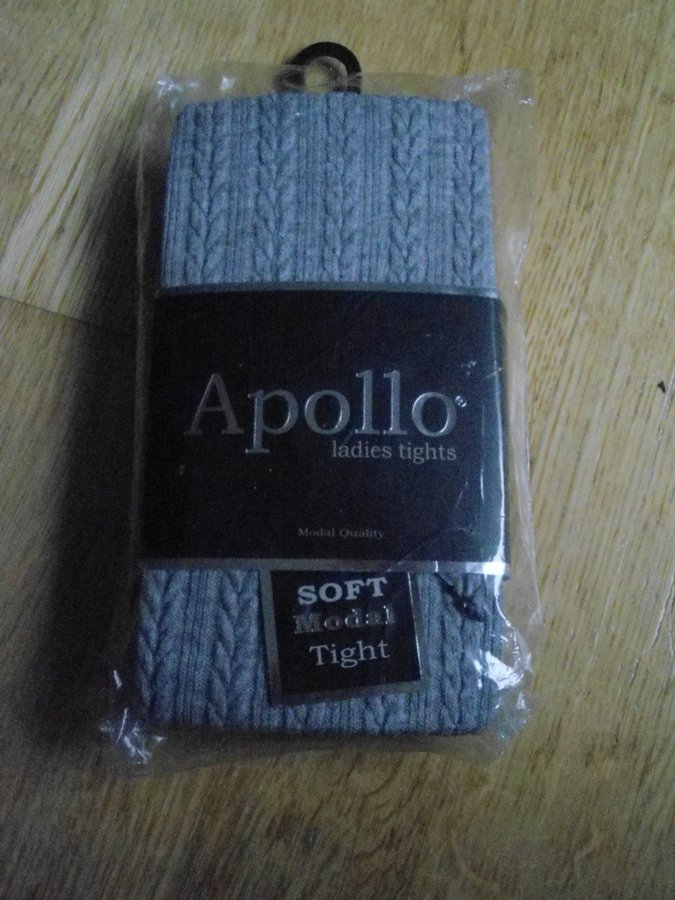 Apollo®
ladies tights
Modal Quality
SOFT
Modal
Tight